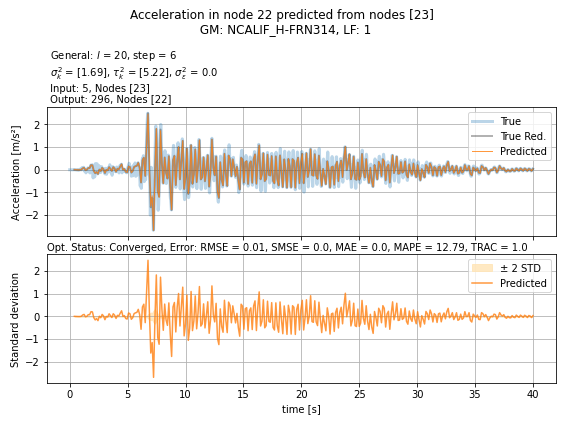 Acceleration in node 22 predicted from nodes [23]
GM: NCALIF_H-FRN314, LF: 1
General: l = 20, step = 6
σ²ₖ = [1.69], τ²ₖ = [5.22], σ²ε = 0.0
Input: 5, Nodes [23]
Output: 296, Nodes [22]
Acceleration [m/s²]
2
1
0
−1
−2
True
True Red.
Predicted
Opt. Status: Converged, Error: RMSE = 0.01, SMSE = 0.0, MAE = 0.0, MAPE = 12.79, TRAC = 1.0
Standard deviation
2
1
0
−1
−2
± 2 STD
Predicted
0 5 10 15 20 25 30 35 40
time [s]